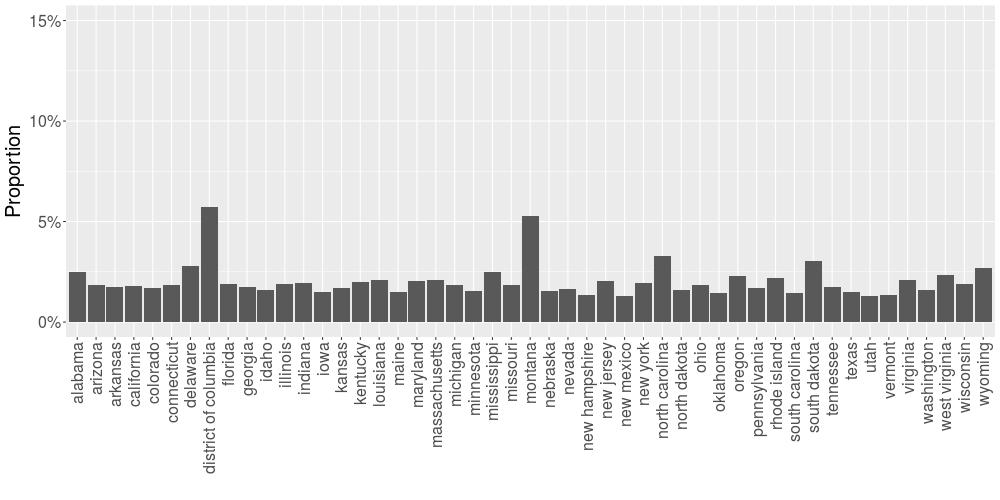 Proportion
15%
10%
5%
0%
alabama
arizona
arkansas
california
colorado
connecticut
delaware
district of columbia
florida
georgia
idaho
illinois
indiana
iowa
kansas
kentucky
louisiana
maine
maryland
massachusetts
michigan
minnesota
mississippi
missouri
montana
nebraska
nevada
new hampshire
new jersey
new mexico
new york
north carolina
north dakota
ohio
oklahoma
oregon
pennsylvania
rhode island
south carolina
south dakota
tennessee
texas
utah
vermont
virginia
washington
west virginia
wisconsin
wyoming